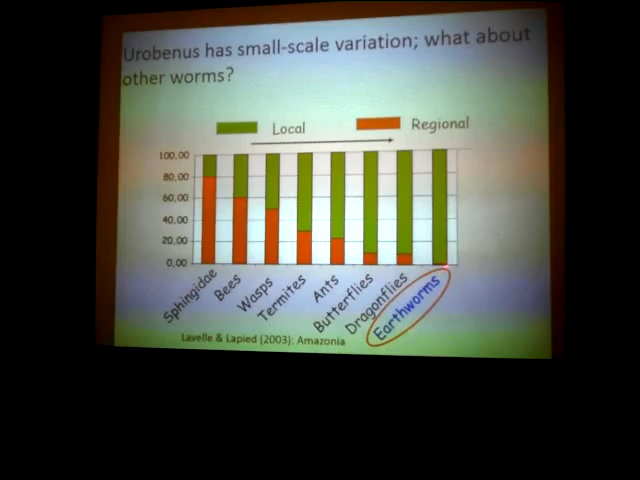 Urobenus has small-scale variation; what about
other worms?
Local
Regional
100,00
80,00
60,00
40,00
20,00
0,00
Sphingidae
Bees
Wasps
Termites
Ants
Butterflies
Dragonflies
Earthworms
Lavelle & Lapied (2003): Amazonia